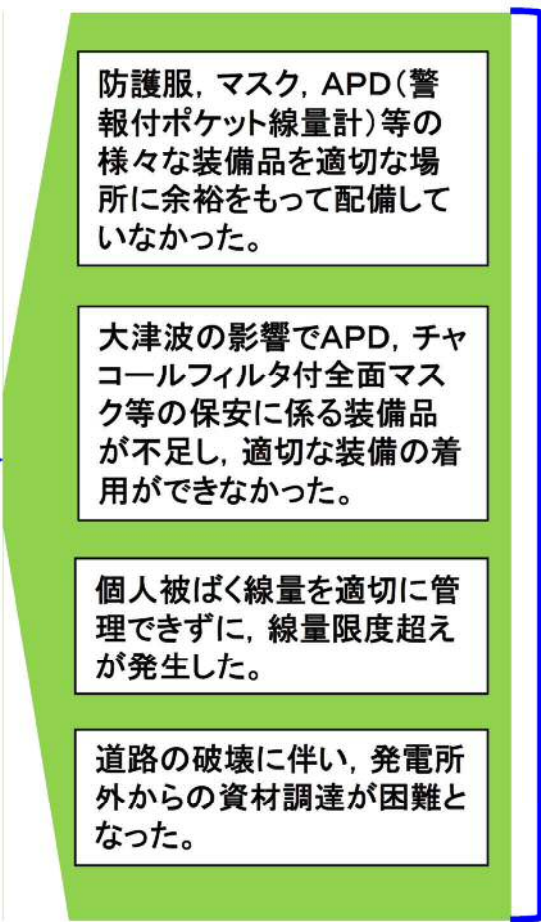 防護服，マスク，APD（警
報付ポケット線量計）等の
様々な装備品を適切な場
所に余裕をもって配備して
いなかった。
大津波の影響でAPD，チャ
コールフィルタ付全面マス
ク等の保安に係る装備品
が不足し，適切な装備の着
用ができなかった。
個人被ばく線量を適切に管
理できずに，線量限度超え
が発生した。
道路の破壊に伴い，発電所
外からの資材調達が困難と
なった。